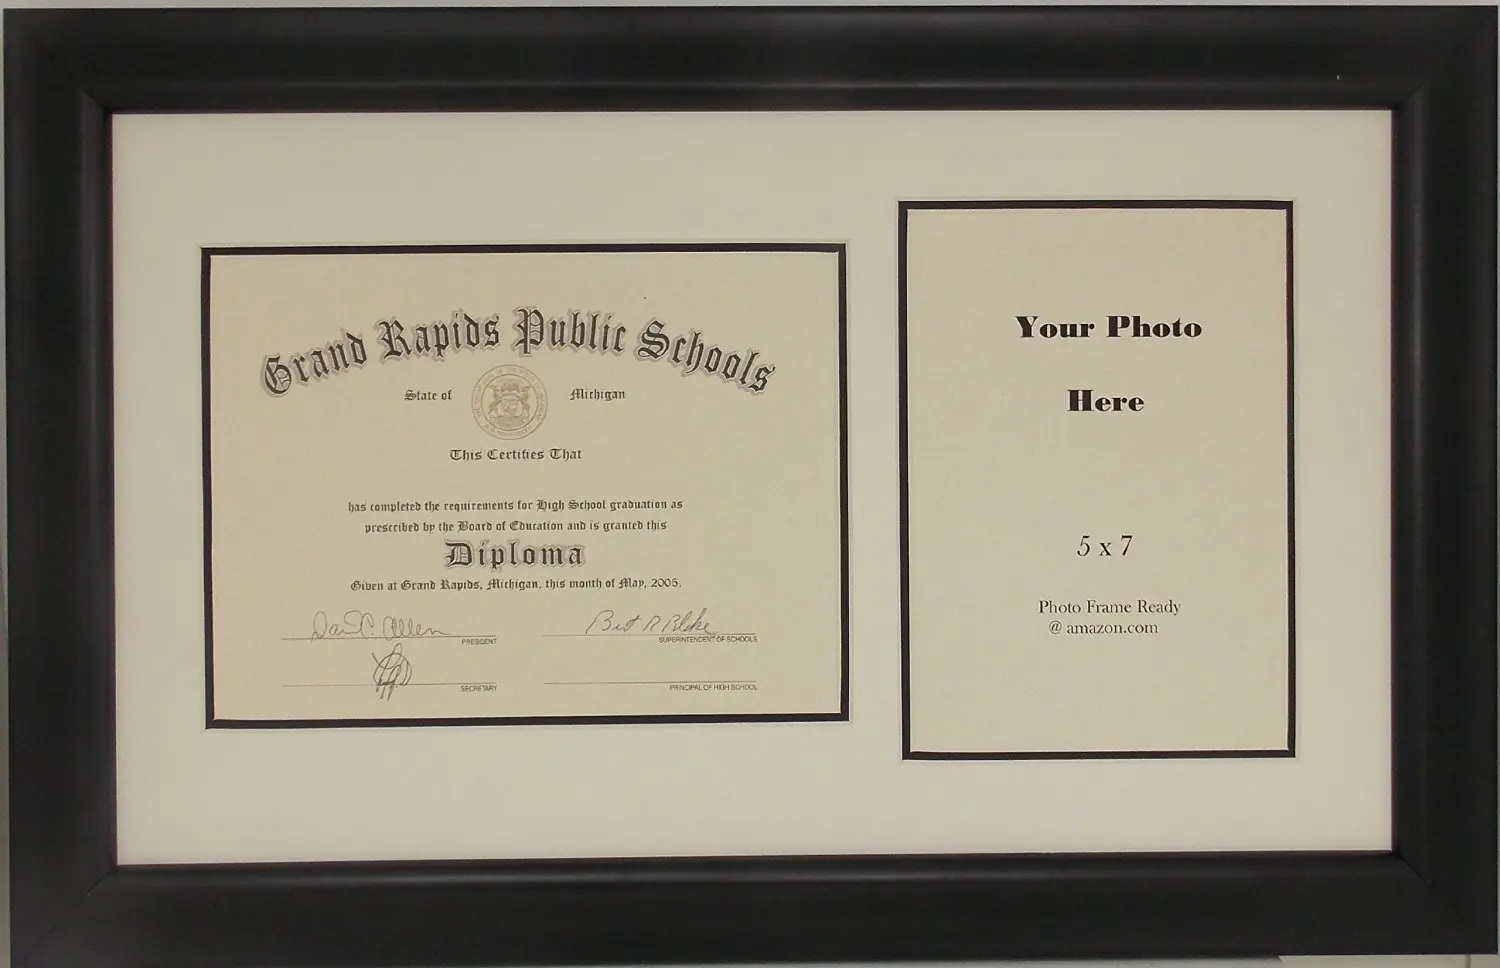 Grand Rapids Public Schools
State of Michigan
This Certifies That
has completed the requirements for High School graduation as
prescribed by the Board of Education and is granted this
Diploma
Given at Grand Rapids, Michigan, this month of May, 2005.
PRESIDENT
SUPERINTENDENT OF SCHOOLS
SECRETARY
PRINCIPAL OF HIGH SCHOOL
Your Photo
Here
5 x 7
Photo Frame Ready
@ amazon.com